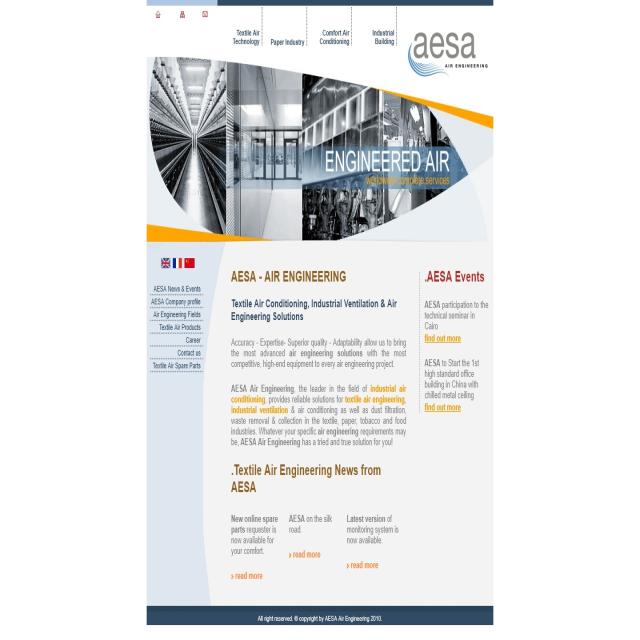 Textile Air
Technology
Paper Industry
Comfort Air
Conditioning
Industrial
Building
aesa
AIR ENGINEERING
ENGINEERED AIR
worldwide complete services
AESA News & Events
AESA Company profile
Air Engineering Fields
Textile Air Products
Career
Contact us
Textile Air Spare Parts
AESA - AIR ENGINEERING
Textile Air Conditioning, Industrial Ventilation & Air
Engineering Solutions
Accuracy - Expertise- Superior quality - Adaptability allow us to bring
the most advanced air engineering solutions with the most
competitive, high-end equipment to every air engineering project.
AESA Air Engineering, the leader in the field of industrial air
conditioning, provides reliable solutions for textile air engineering,
industrial ventilation & air conditioning as well as dust filtration,
waste removal & collection in the textile, paper, tobacco and food
industries. Whatever your specific air engineering requirements may
be, AESA Air Engineering has a tried and true solution for you!
.Textile Air Engineering News from
AESA
New online spare
parts requester is
now available for
your comfort.
› read more
AESA on the silk
road.
› read more
Latest version of
monitoring system is
now available.
› read more
.AESA Events
AESA participation to the
technical seminar in
Cairo
find out more
AESA to Start the 1st
high standard office
building in China with
chilled metal ceiling
find out more
All right reserved. © copyright by AESA Air Engineering 2010.